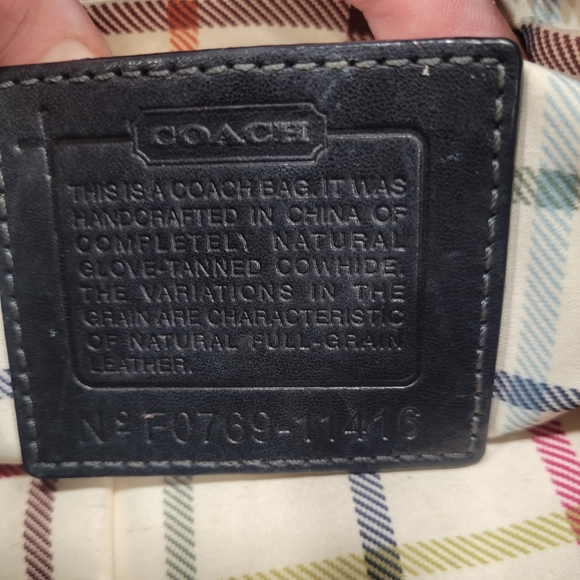 COACH
THIS IS A COACH BAG. IT WAS
HANDCRAFTED IN CHINA OF
COMPLETELY NATURAL
GLOVE-TANNED COWHIDE.
THE VARIATIONS IN THE
GRAIN ARE CHARACTERISTIC
OF NATURAL FULL-GRAIN
LEATHER.
Nº F0769-11416